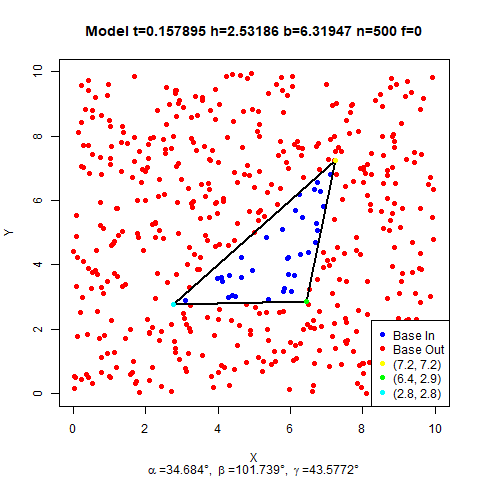 Model t=0.157895 h=2.53186 b=6.31947 n=500 f=0
10
8
6
Y
4
2
0
Base In
Base Out
(7.2, 7.2)
(6.4, 2.9)
(2.8, 2.8)
0 2 4 6 8 10
X
α =34.684°, β =101.739°, γ =43.5772°